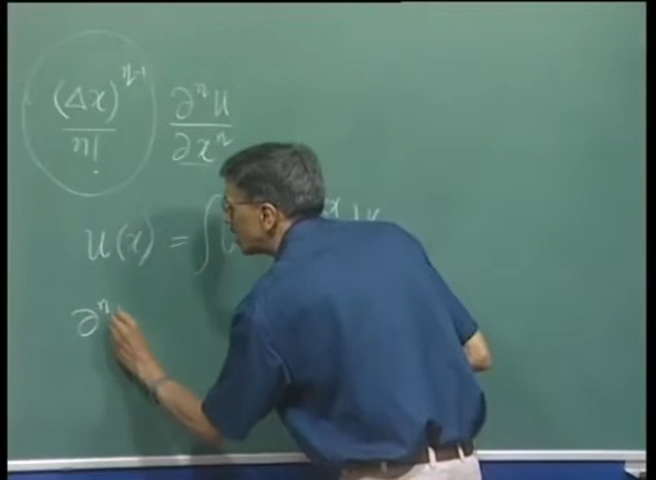 (Δx)^{n-1} / n! ∂^n u / ∂x^n
u(x) = ∫
∂^n